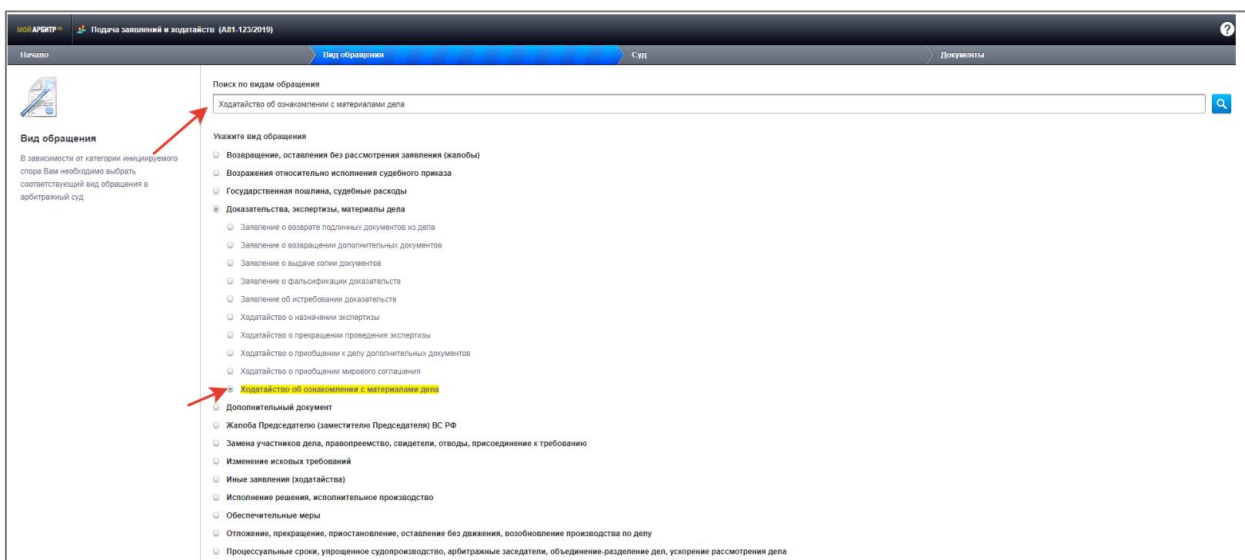 МОЙ АРБИТР Подача заявлений и ходатайств (А81-123/2019) ?
Начало Вид обращения Суд Документы
Вид обращения
В зависимости от категории инициируемого
спора Вам необходимо выбрать
соответствующий вид обращения в
арбитражный суд
Поиск по видам обращения
Ходатайство об ознакомлении с материалами дела
Укажите вид обращения
Возвращение, оставления без рассмотрения заявления (жалобы)
Возражения относительно исполнения судебного приказа
Государственная пошлина, судебные расходы
Доказательства, экспертизы, материалы дела
Заявление о возврате подлинных документов из дела
Заявление о возвращении дополнительных документов
Заявление о выдаче копии документов
Заявление о фальсификации доказательств
Заявление об истребовании доказательств
Ходатайство о назначении экспертизы
Ходатайство о прекращении проведения экспертизы
Ходатайство о приобщении к делу дополнительных документов
Ходатайство о приобщении мирового соглашения
Ходатайство об ознакомлении с материалами дела
Дополнительный документ
Жалоба Председателю (заместителю Председателя) ВС РФ
Замена участников дела, правопреемство, свидетели, отводы, присоединение к требованию
Изменение исковых требований
Иные заявления (ходатайства)
Исполнение решения, исполнительное производство
Обеспечительные меры
Отложение, прекращение, приостановление, оставление без движения, возобновление производства по делу
Процессуальные сроки, упрощенное судопроизводство, арбитражные заседатели, объединение-разделение дел, ускорение рассмотрения дела